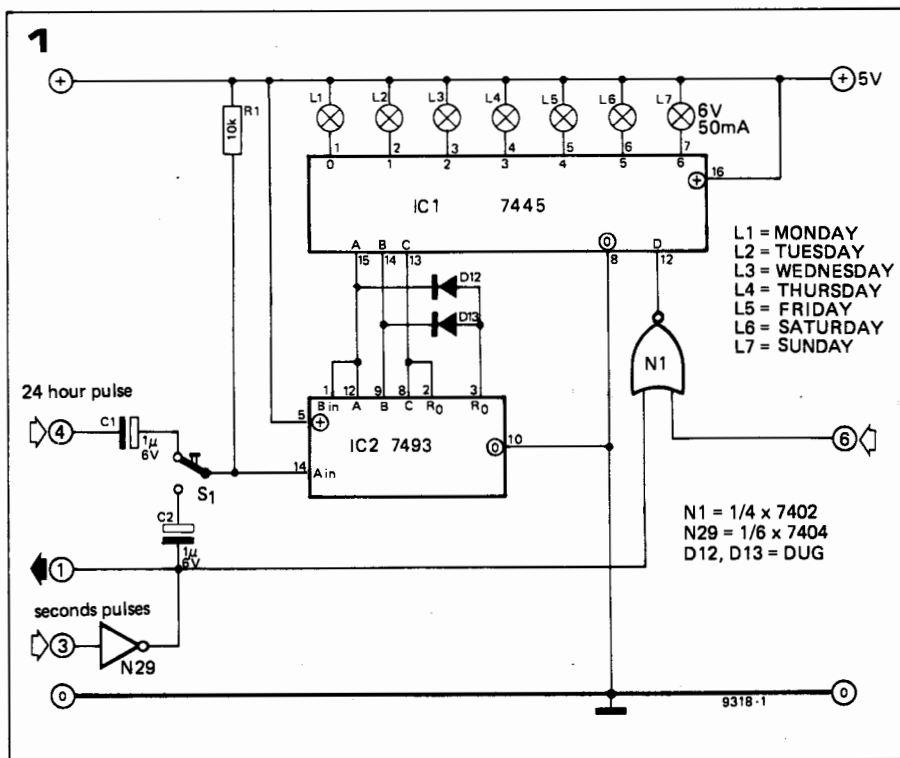 1
+ + 5V
R1 10k
L1 L2 L3 L4 L5 L6 L7 6V
50mA
1 2 3 4 5 6 7
0 1 2 3 4 5 6
16 +
IC1 7445
A B C 0 D
15 14 13 8 12
L1 = MONDAY
L2 = TUESDAY
L3 = WEDNESDAY
L4 = THURSDAY
L5 = FRIDAY
L6 = SATURDAY
L7 = SUNDAY
D12
D13
N1
24 hour pulse
1 12 9 8 2 3
B in A B C R0 R0
4 C1 1μ 6V
5 +
IC2 7493
0 10
6
S1
14 A in
C2
1μ
6V
N1 = 1/4 x 7402
N29 = 1/6 x 7404
D12, D13 = DUG
1
seconds pulses
3
N29
0 0
9318-1